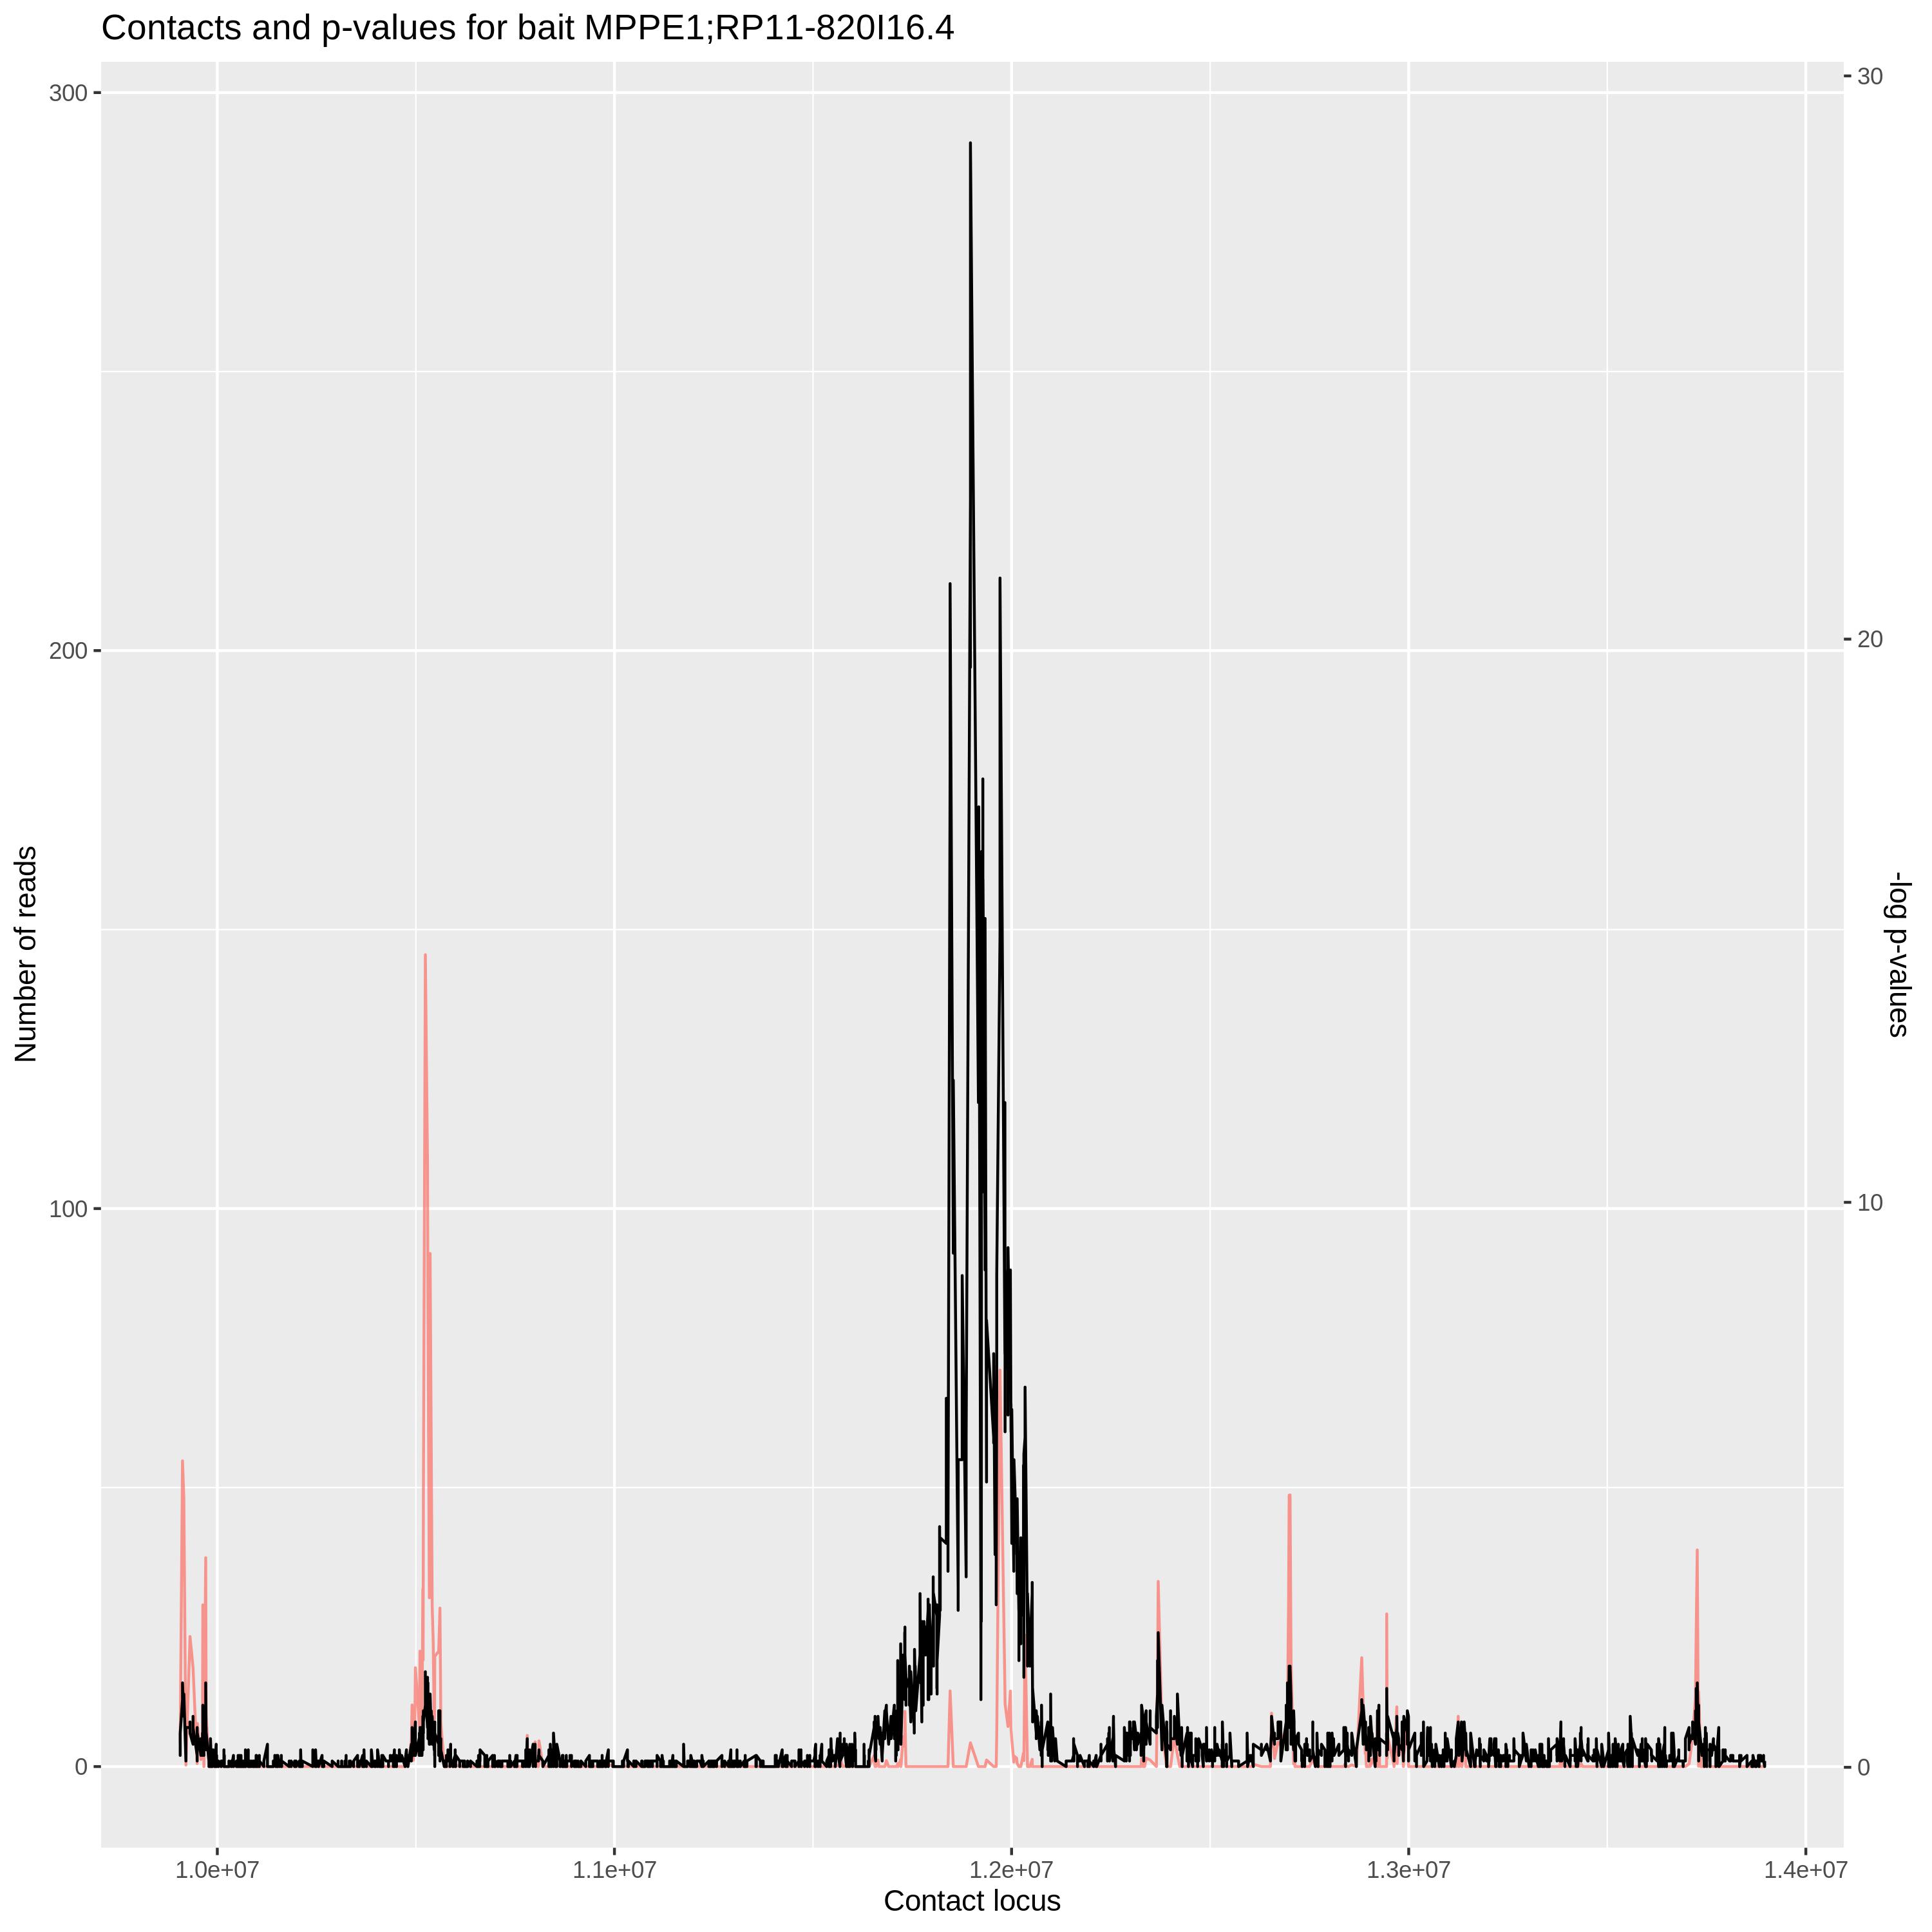 Contacts and p-values for bait MPPE1;RP11-820I16.4
300
200
100
0
30
20
10
0
Number of reads
-log p-values
1.0e+07
1.1e+07
1.2e+07
1.3e+07
1.4e+07
Contact locus